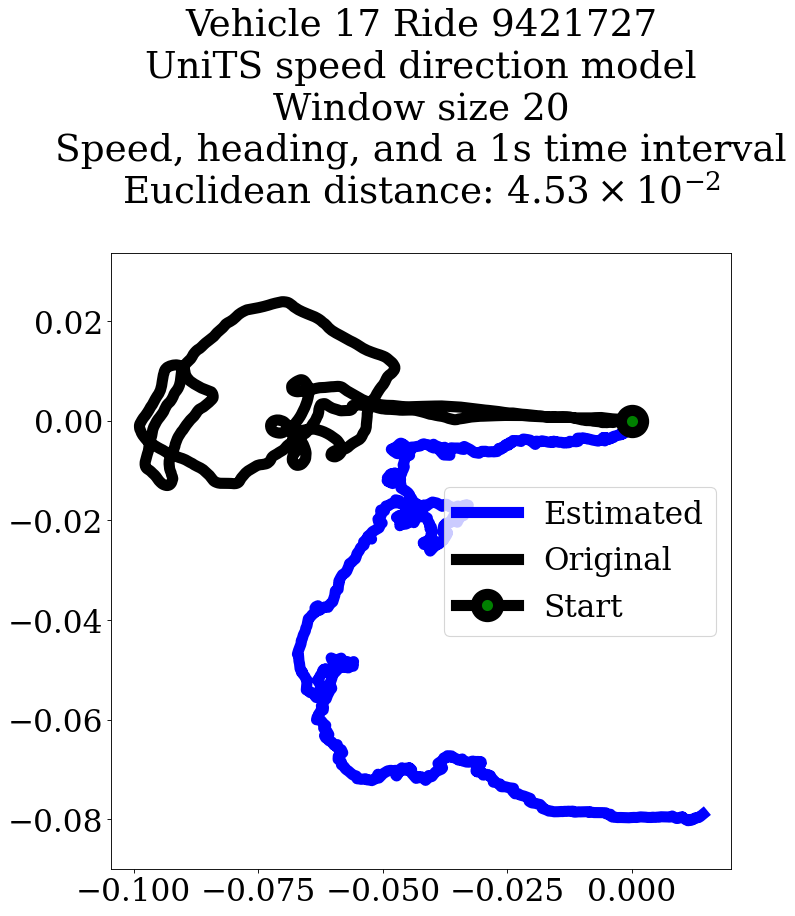 Vehicle 17 Ride 9421727
UniTS speed direction model
Window size 20
Speed, heading, and a 1s time interval
Euclidean distance: 4.53 × 10⁻²
0.02
0.00
−0.02
−0.04
−0.06
−0.08
Estimated
Original
Start
−0.100 −0.075 −0.050 −0.025 0.000